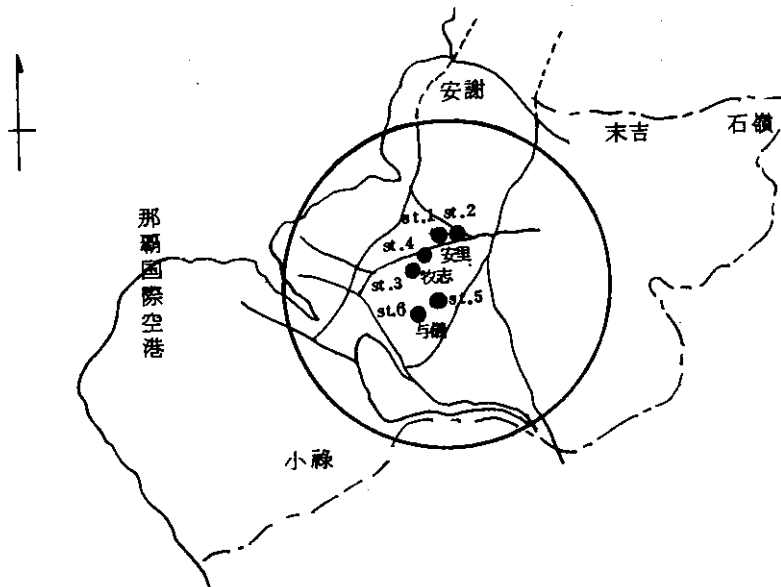 安謝
末吉
石嶺
那覇国際空港
st.1
st.2
安里
st.4
牧志
st.3
st.5
st.6
与儀
小祿